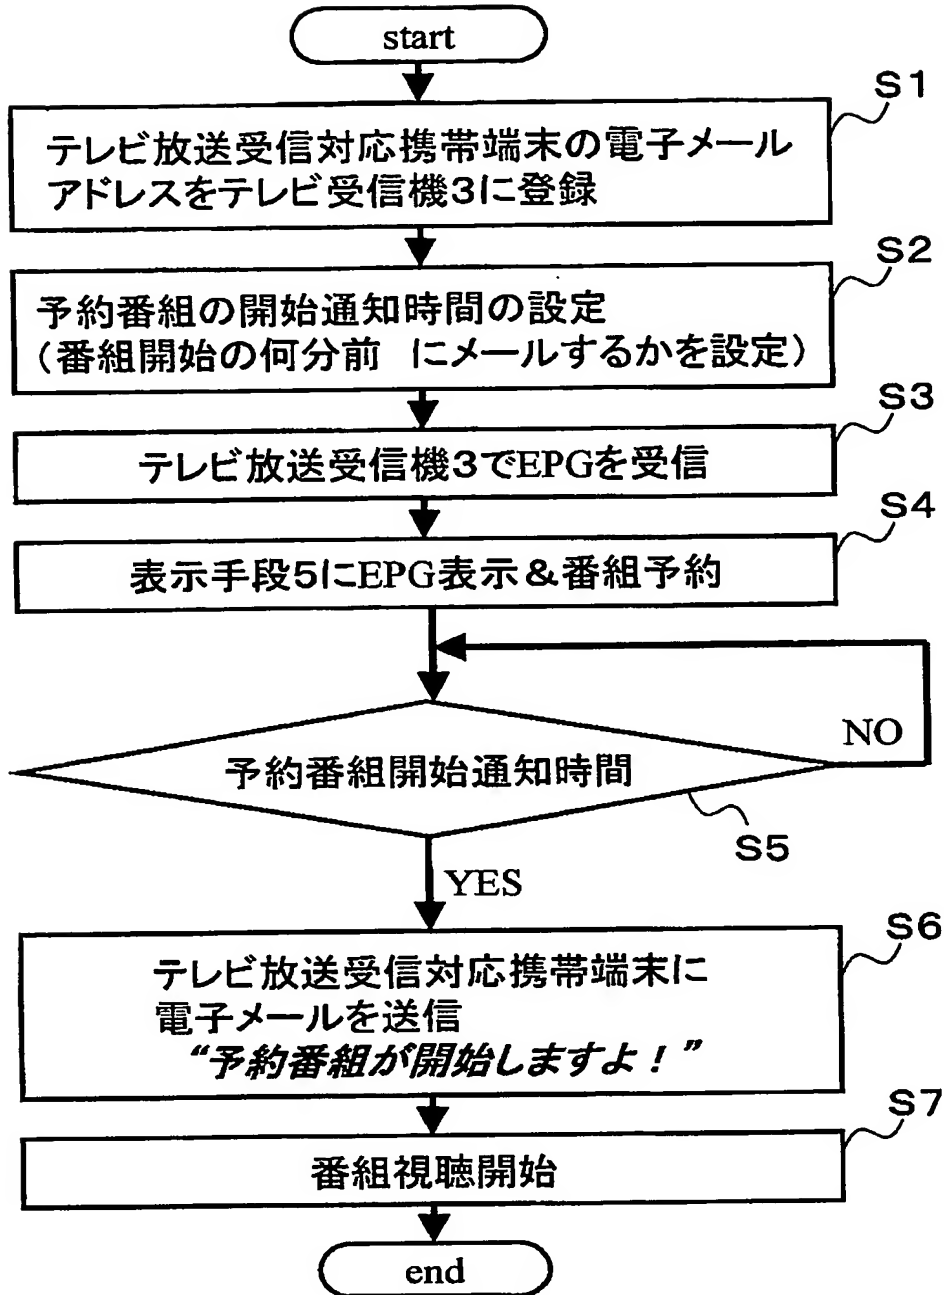 start
S1
テレビ放送受信対応携帯端末の電子メール
アドレスをテレビ受信機3に登録
S2
予約番組の開始通知時間の設定
(番組開始の何分前 にメールするかを設定)
S3
テレビ放送受信機3でEPGを受信
S4
表示手段5にEPG表示&番組予約
NO
予約番組開始通知時間
S5
YES
S6
テレビ放送受信対応携帯端末に
電子メールを送信
“予約番組が開始しますよ!”
S7
番組視聴開始
end